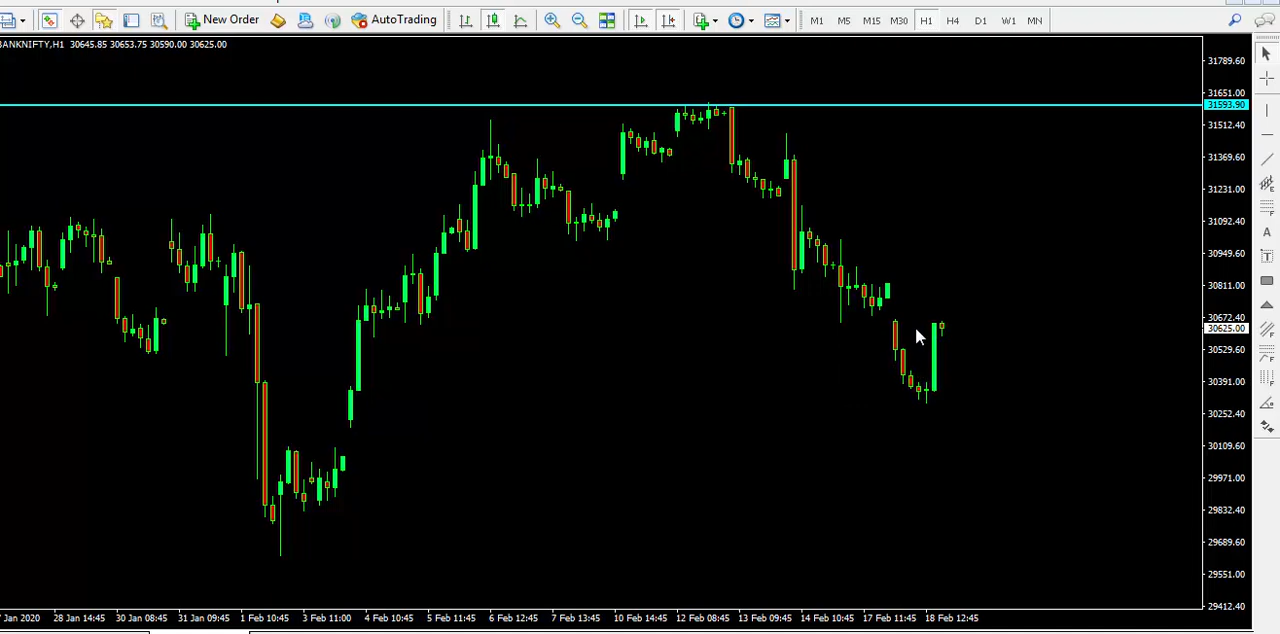 New Order AutoTrading M1 M5 M15 M30 H1 H4 D1 W1 MN
BANKNIFTY,H1 30645.85 30653.75 30590.00 30625.00
31789.60
31651.00
31593.90
31512.40
31369.60
31231.00
31092.40
30949.60
30811.00
30672.40
30625.00
30529.60
30391.00
30252.40
30109.60
29971.00
29832.40
29689.60
29551.00
29412.40
Jan 2020 28 Jan 14:45 30 Jan 08:45 31 Jan 09:45 1 Feb 10:45 3 Feb 11:00 4 Feb 10:45 5 Feb 11:45 6 Feb 12:45 7 Feb 13:45 10 Feb 14:45 12 Feb 08:45 13 Feb 09:45 14 Feb 10:45 17 Feb 11:45 18 Feb 12:45
A
T
E
F
F
F
F